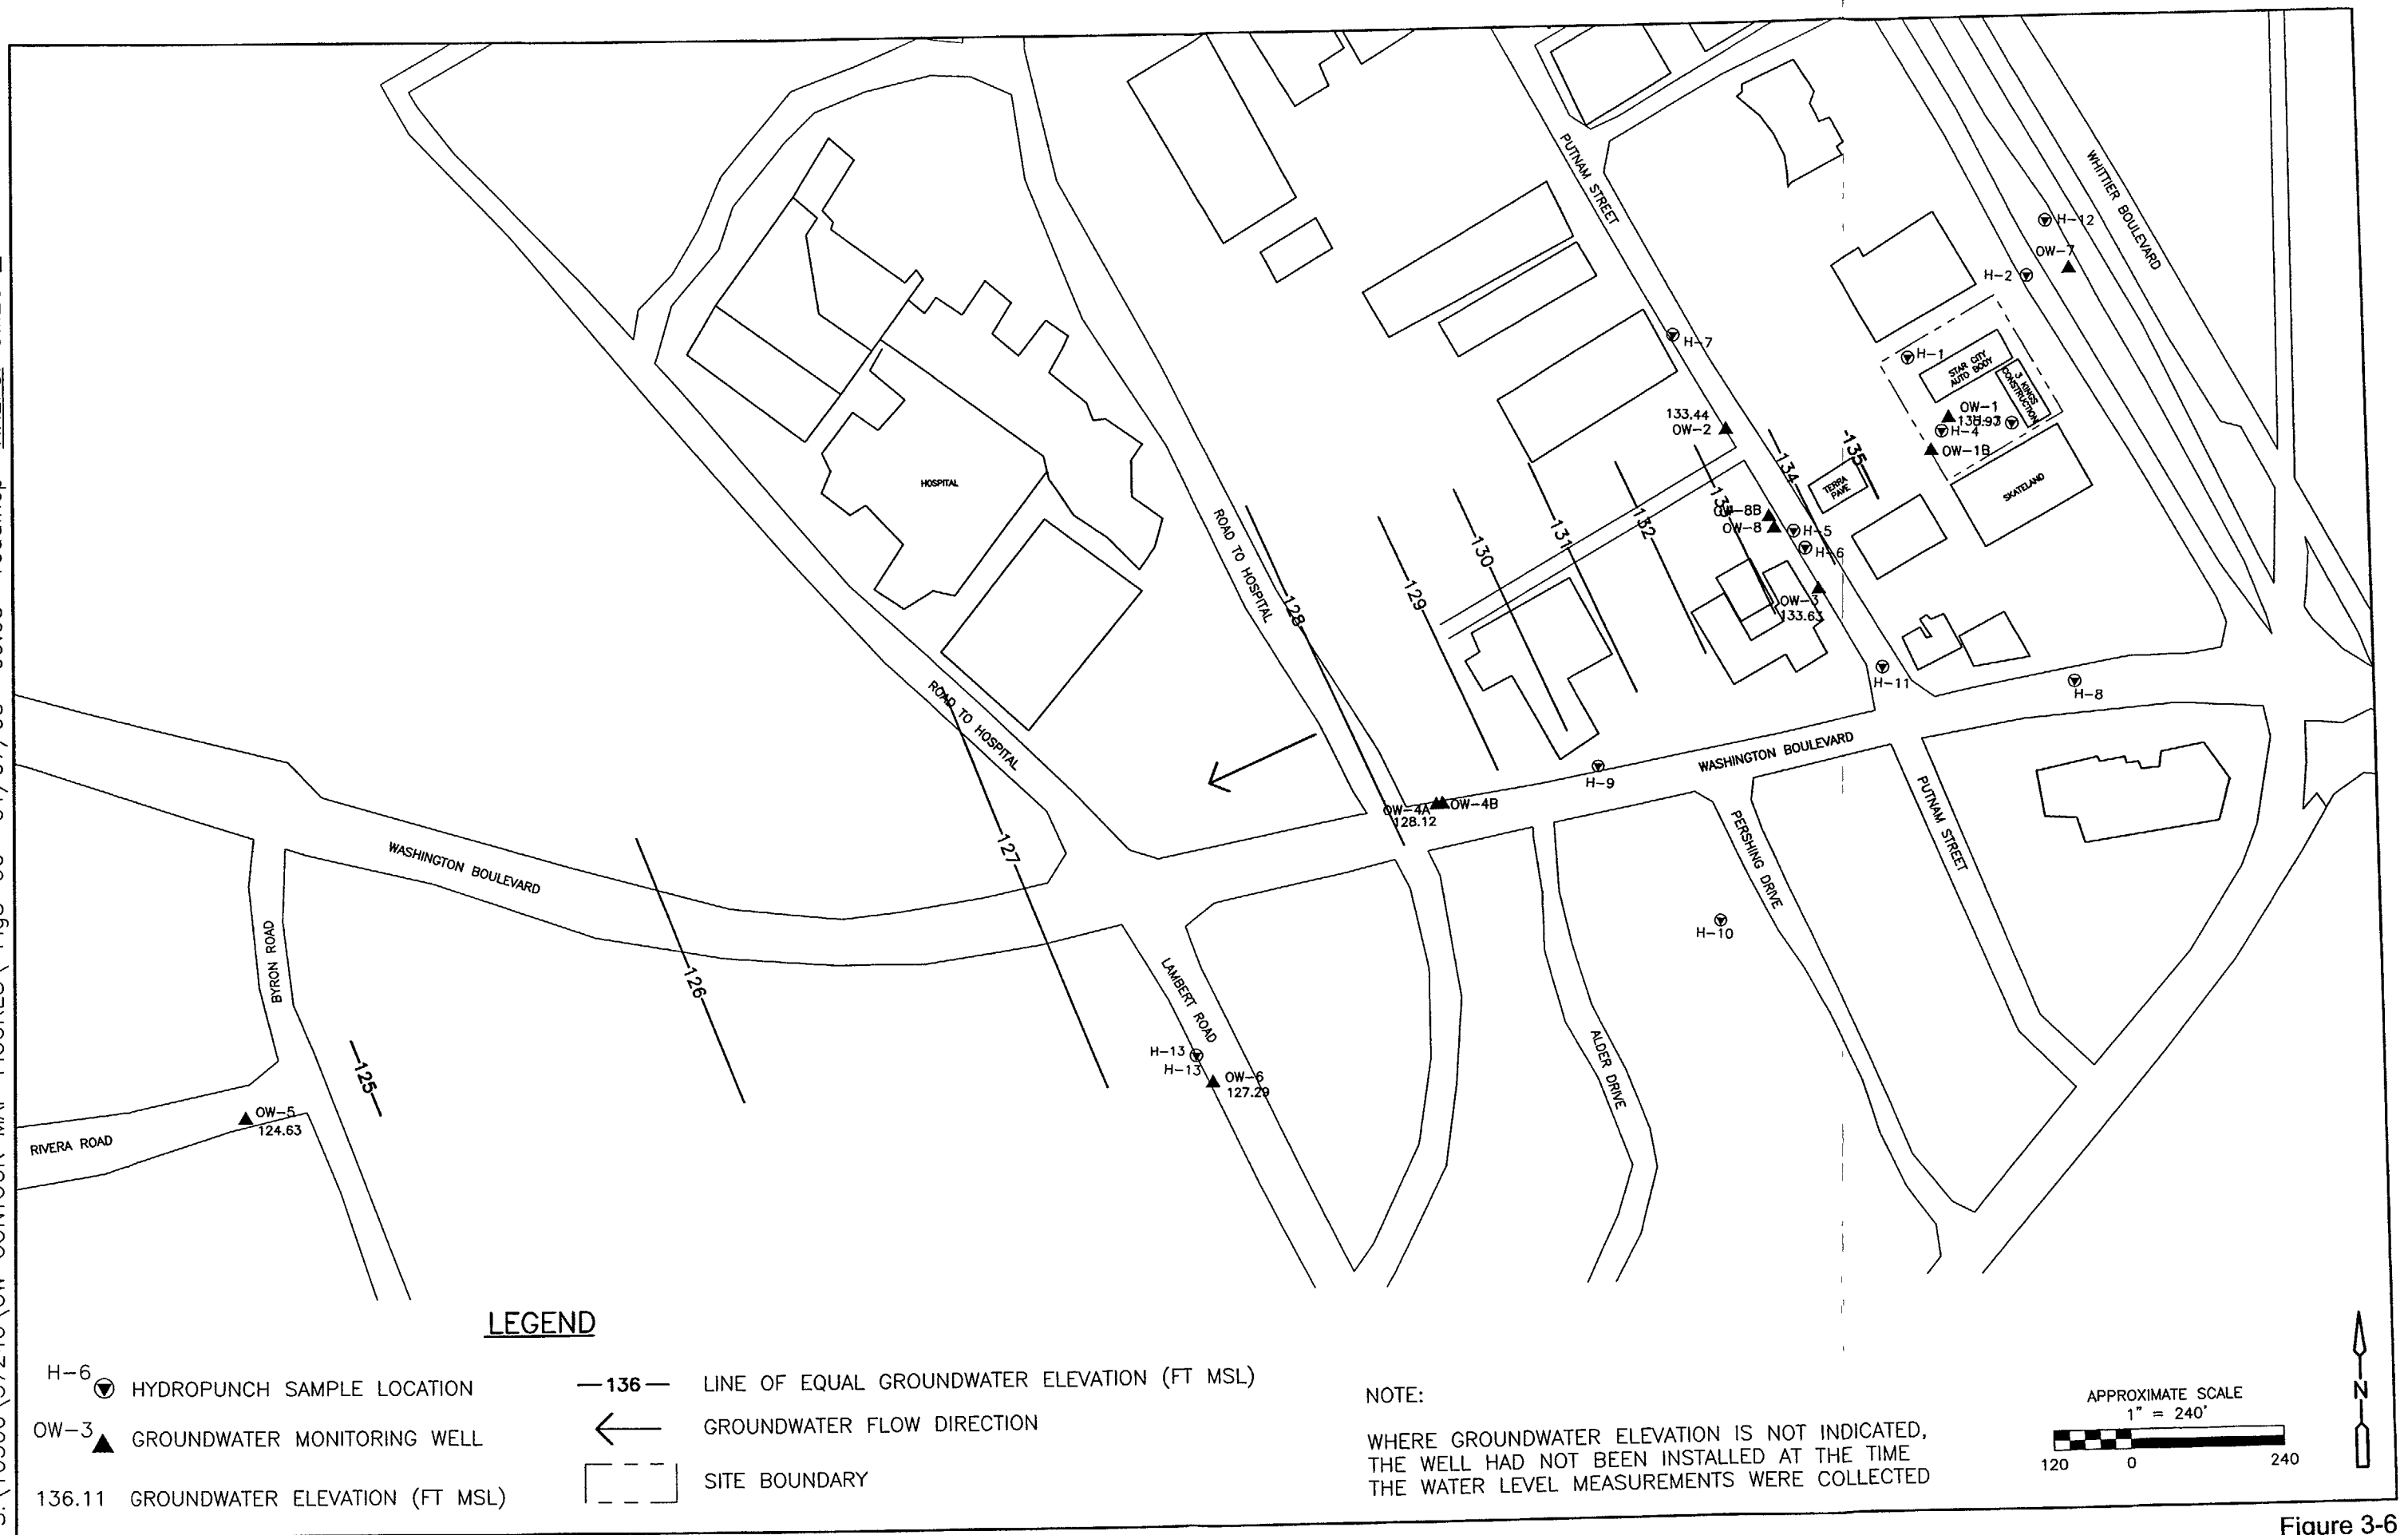 PUTNAM STREET
WHITTIER BOULEVARD
H-12
OW-7
H-2
H-7
H-1
STAR CITY
AUTO BODY
3 KINGS
CONSTRUCTION
OW-1
H-4
OW-1B
SKATELAND
133.44
OW-2
134
135
TERRA
PAVE
HOSPITAL
ROAD TO HOSPITAL
128
129
130
131
132
OW-8B
OW-8
H-5
H-6
OW-3
133.63
H-11
H-8
ROAD TO HOSPITAL
WASHINGTON BOULEVARD
H-9
OW-4A
OW-4B
128.12
PERSHING DRIVE
PUTNAM STREET
127
WASHINGTON BOULEVARD
BYRON ROAD
126
H-10
LAMBERT ROAD
ALDER DRIVE
H-13
H-13
OW-6
127.29
125
OW-5
124.63
RIVERA ROAD
LEGEND
H-6
HYDROPUNCH SAMPLE LOCATION
OW-3
GROUNDWATER MONITORING WELL
136.11 GROUNDWATER ELEVATION (FT MSL)
136 LINE OF EQUAL GROUNDWATER ELEVATION (FT MSL)
GROUNDWATER FLOW DIRECTION
SITE BOUNDARY
NOTE:
WHERE GROUNDWATER ELEVATION IS NOT INDICATED,
THE WELL HAD NOT BEEN INSTALLED AT THE TIME
THE WATER LEVEL MEASUREMENTS WERE COLLECTED
APPROXIMATE SCALE
1" = 240'
120 0 240
N
Figure 3-6